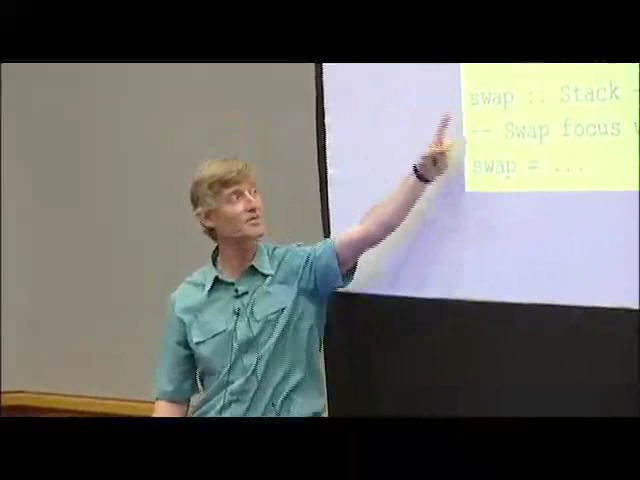 swap :: Stack
-- Swap focus
swap = ...